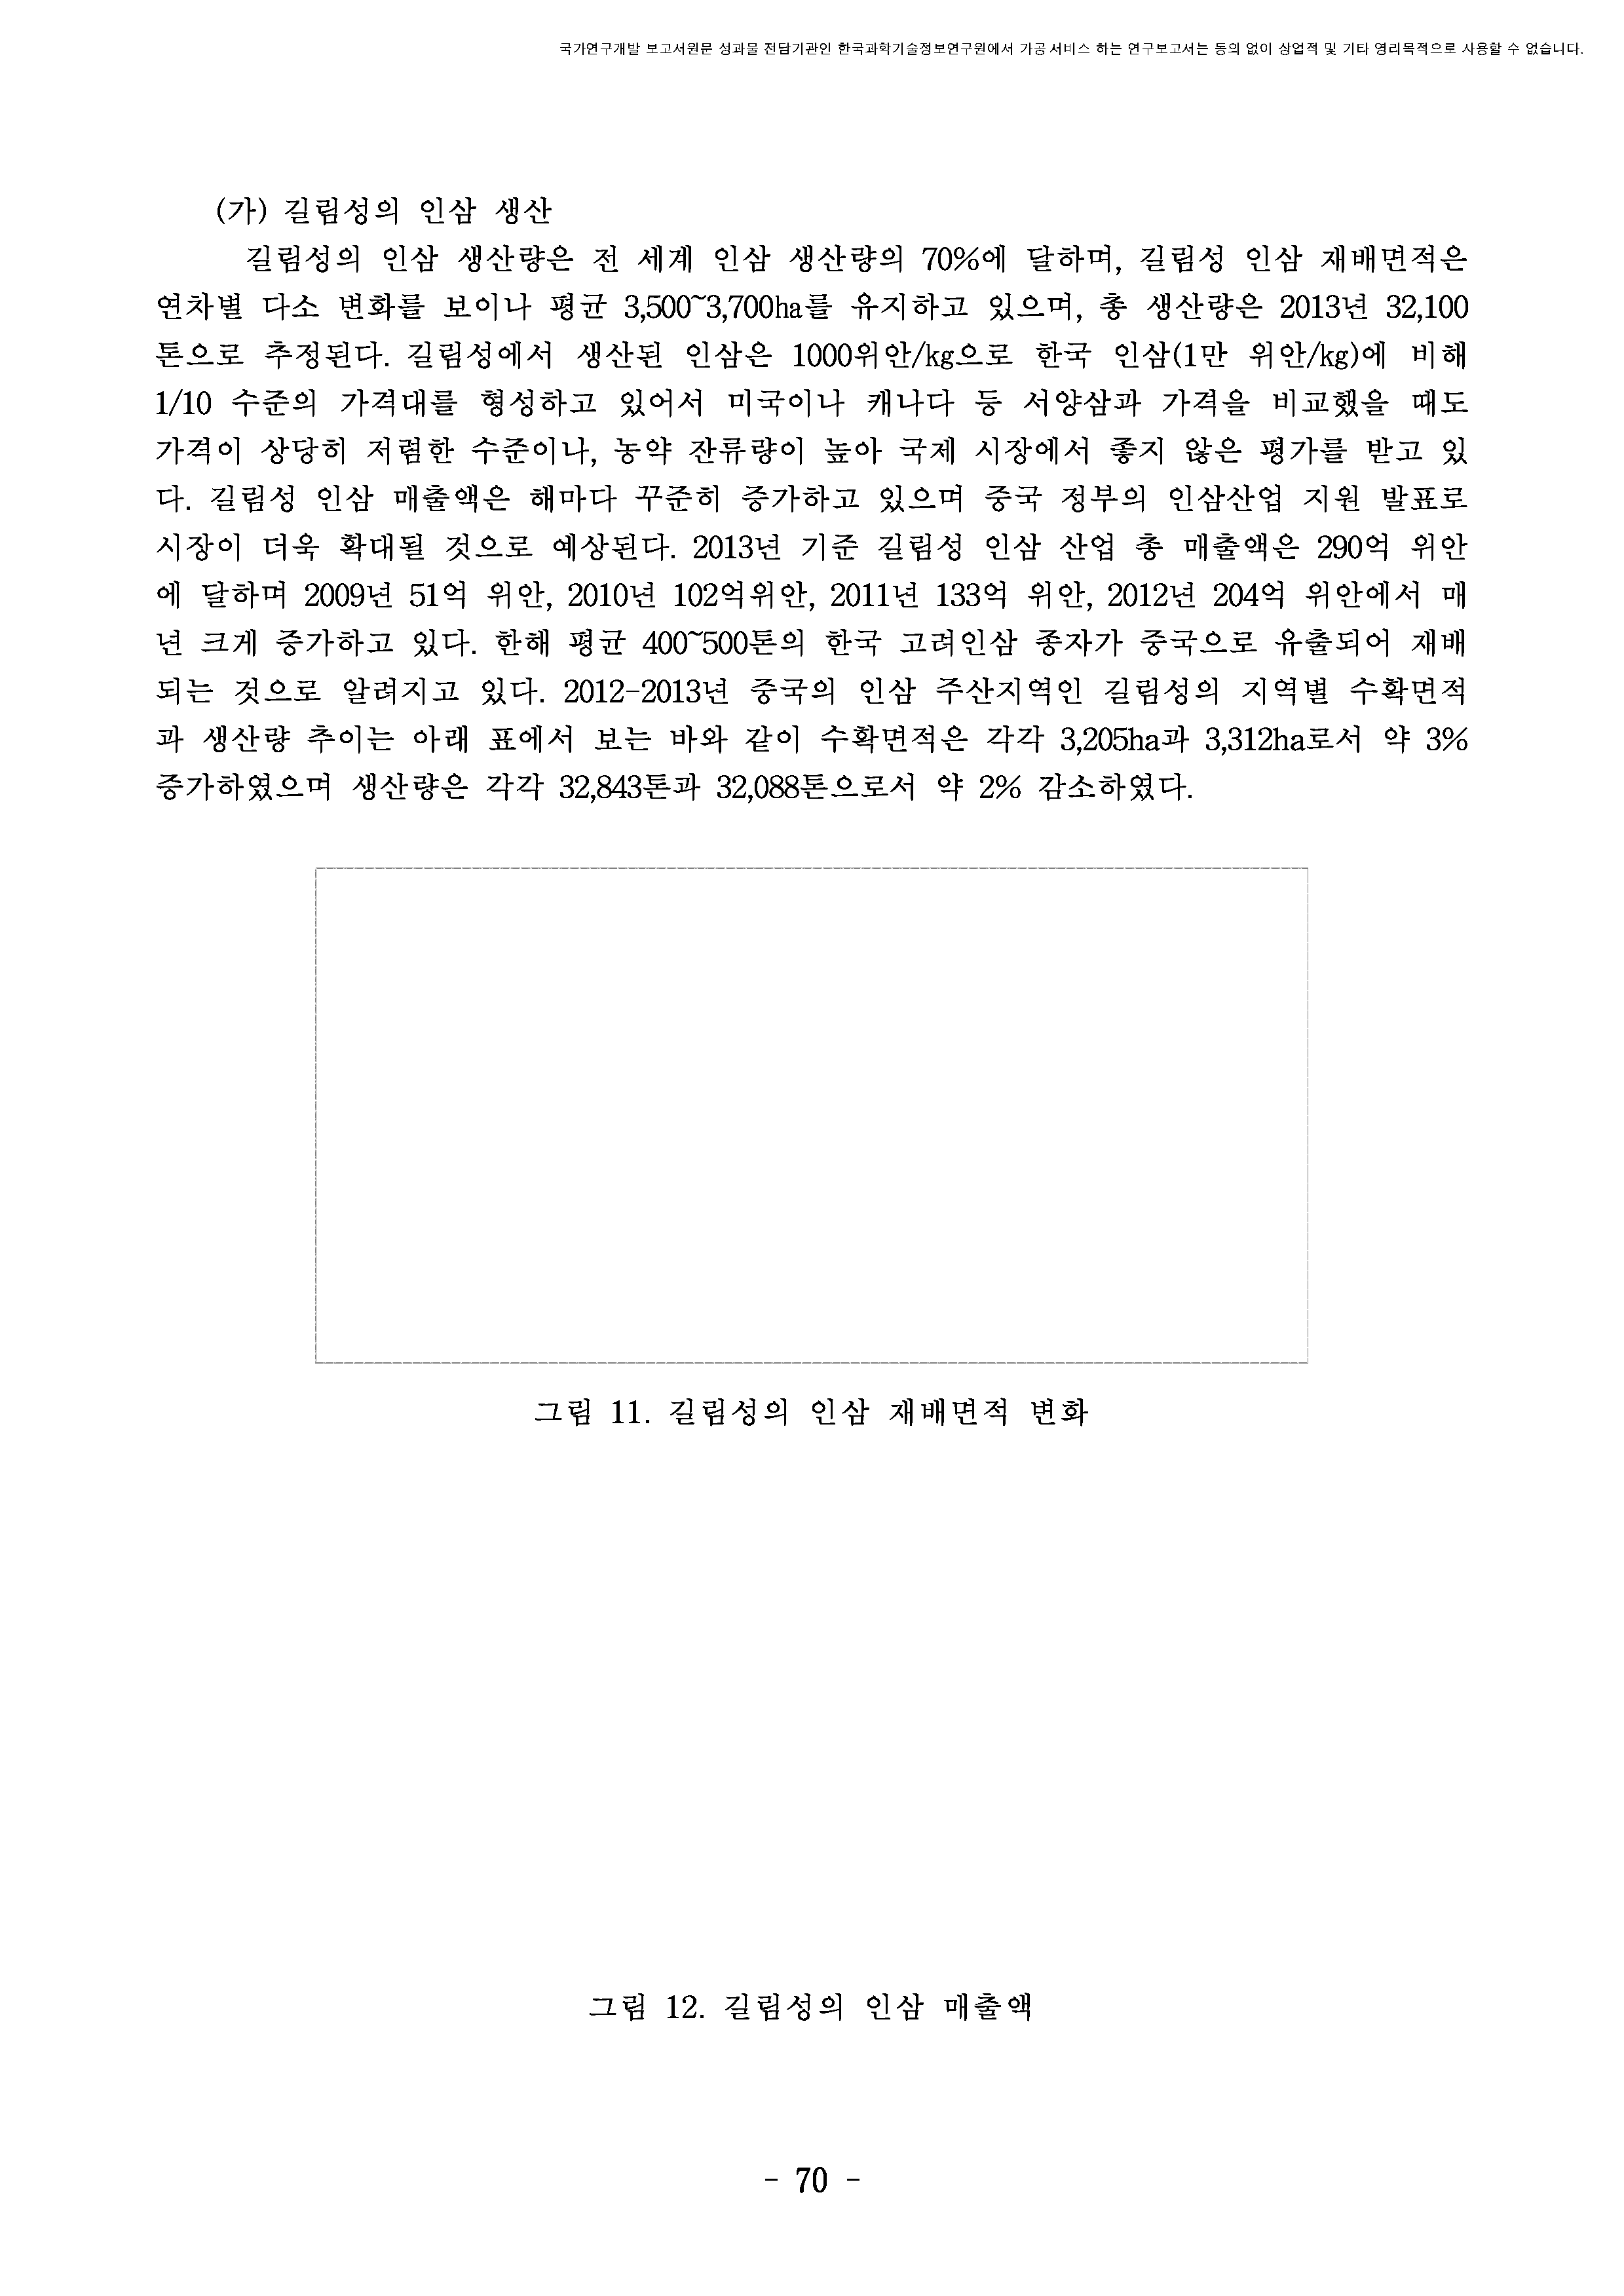 국가연구개발 보고서원문 성과물 전담기관인 한국과학기술정보연구원에서 가공·서비스 하는 연구보고서는 동의 없이 상업적 및 기타 영리목적으로 사용할 수 없습니다.
(가) 길림성의 인삼 생산
길림성의 인삼 생산량은 전 세계 인삼 생산량의 70%에 달하며, 길림성 인삼 재배면적은
연차별 다소 변화를 보이나 평균 3,500~3,700ha를 유지하고 있으며, 총 생산량은 2013년 32,100
톤으로 추정된다. 길림성에서 생산된 인삼은 1000위안/kg으로 한국 인삼(1만 위안/kg)에 비해
1/10 수준의 가격대를 형성하고 있어서 미국이나 캐나다 등 서양삼과 가격을 비교했을 때도
가격이 상당히 저렴한 수준이나, 농약 잔류량이 높아 국제 시장에서 좋지 않은 평가를 받고 있
다. 길림성 인삼 매출액은 해마다 꾸준히 증가하고 있으며 중국 정부의 인삼산업 지원 발표로
시장이 더욱 확대될 것으로 예상된다. 2013년 기준 길림성 인삼 산업 총 매출액은 290억 위안
에 달하며 2009년 51억 위안, 2010년 102억위안, 2011년 133억 위안, 2012년 204억 위안에서 매
년 크게 증가하고 있다. 한해 평균 400~500톤의 한국 고려인삼 종자가 중국으로 유출되어 재배
되는 것으로 알려지고 있다. 2012-2013년 중국의 인삼 주산지역인 길림성의 지역별 수확면적
과 생산량 추이는 아래 표에서 보는 바와 같이 수확면적은 각각 3,205ha과 3,312ha로서 약 3%
증가하였으며 생산량은 각각 32,843톤과 32,088톤으로서 약 2% 감소하였다.
그림 11. 길림성의 인삼 재배면적 변화
그림 12. 길림성의 인삼 매출액
- 70 -